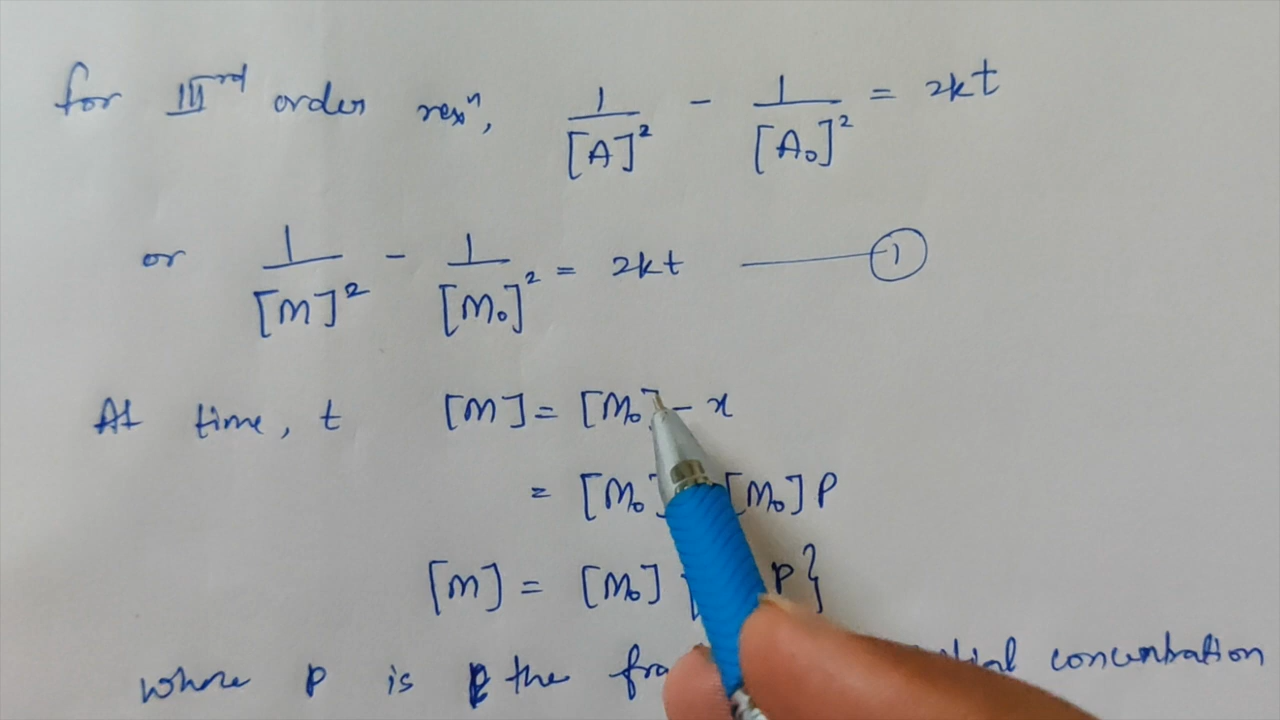 for IIIrd order rexn, 1/[A]² - 1/[A₀]² = 2kt
or 1/[M]² - 1/[M₀]² = 2kt ——— ①
At time, t [M] = [M₀] - x
= [M₀] [M₀] P
[M] = [M₀] { P}
where P is the concentration